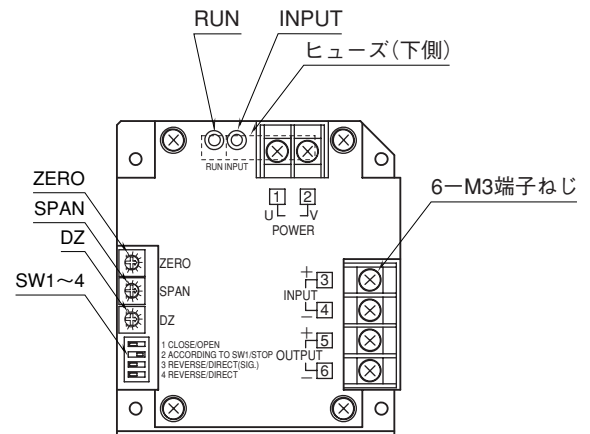 RUN INPUT
ヒューズ(下側)
RUN INPUT
ZERO
SPAN
DZ
SW1～4
6ーM3端子ねじ
1 2
U V
POWER
ZERO
SPAN
DZ
1 CLOSE/OPEN
2 ACCORDING TO SW1/STOP
3 REVERSE/DIRECT(SIG.)
4 REVERSE/DIRECT
+ 3
INPUT
− 4
+ 5
OUTPUT
− 6